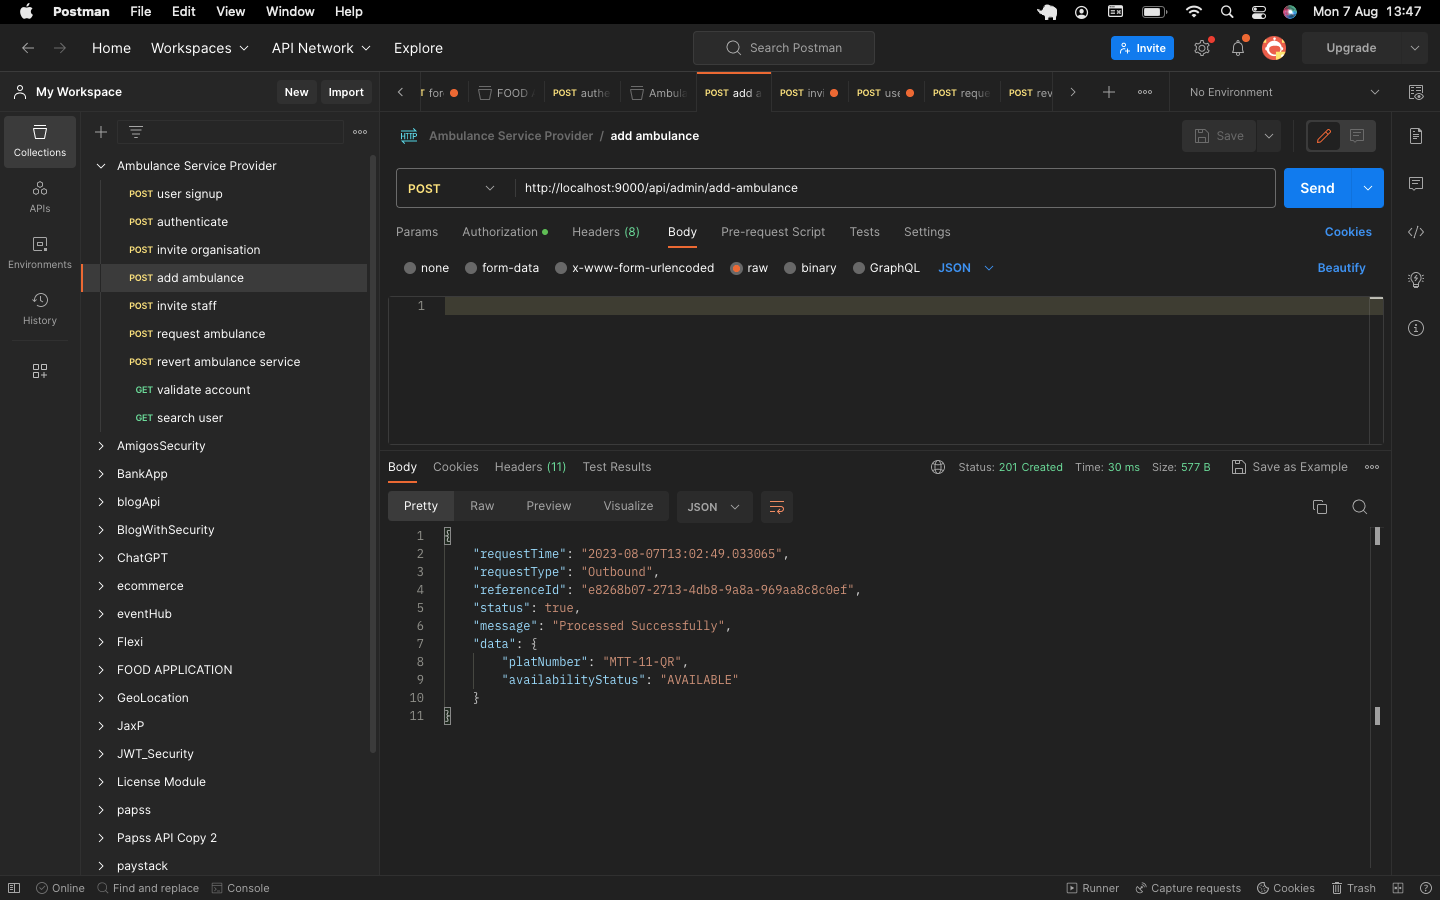 Postman File Edit View Window Help Mon 7 Aug 13:47
Home Workspaces API Network Explore Search Postman Invite Upgrade
My Workspace New Import
for FOOD A POST authe Ambula POST add a POST invi POST use POST reque POST rev No Environment
Collections
APIs
Environments
History
Ambulance Service Provider
POST user signup
POST authenticate
POST invite organisation
POST add ambulance
POST invite staff
POST request ambulance
POST revert ambulance service
GET validate account
GET search user
AmigosSecurity
BankApp
blogApi
BlogWithSecurity
ChatGPT
ecommerce
eventHub
Flexi
FOOD APPLICATION
GeoLocation
JaxP
JWT_Security
License Module
papss
Papss API Copy 2
paystack
HTTP Ambulance Service Provider / add ambulance Save
POST http://localhost:9000/api/admin/add-ambulance Send
Params Authorization Headers (8) Body Pre-request Script Tests Settings Cookies
none form-data x-www-form-urlencoded raw binary GraphQL JSON Beautify
1
Body Cookies Headers (11) Test Results Status: 201 Created Time: 30 ms Size: 577 B Save as Example
Pretty Raw Preview Visualize JSON
1 {
2 "requestTime": "2023-08-07T13:02:49.033065",
3 "requestType": "Outbound",
4 "referenceId": "e8268b07-2713-4db8-9a8a-969aa8c8c0ef",
5 "status": true,
6 "message": "Processed Successfully",
7 "data": {
8 "platNumber": "MTT-11-QR",
9 "availabilityStatus": "AVAILABLE"
10 }
11 }
Online Find and replace Console Runner Capture requests Cookies Trash